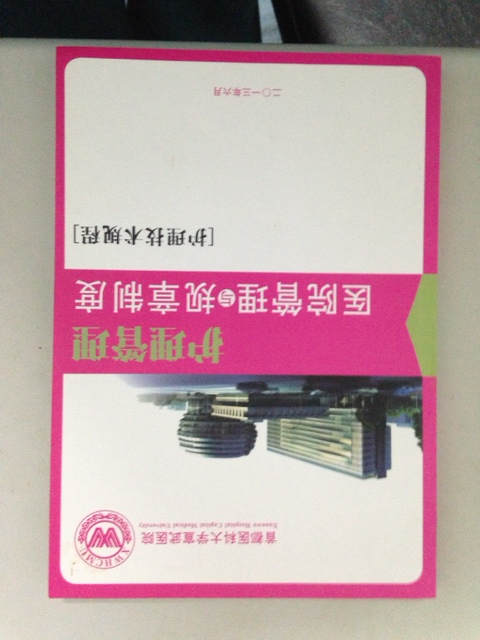 XWHCMU
首都医科大学宣武医院
Xuanwu Hospital Capital Medical University
护理管理
医院管理与规章制度
[护理技术规程]
二〇一三年六月